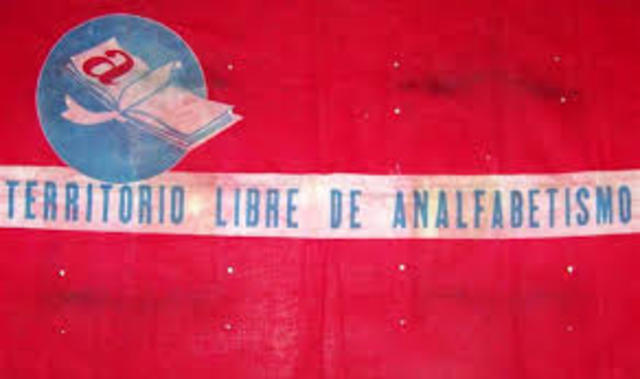 a
TERRITORIO LIBRE DE ANALFABETISMO